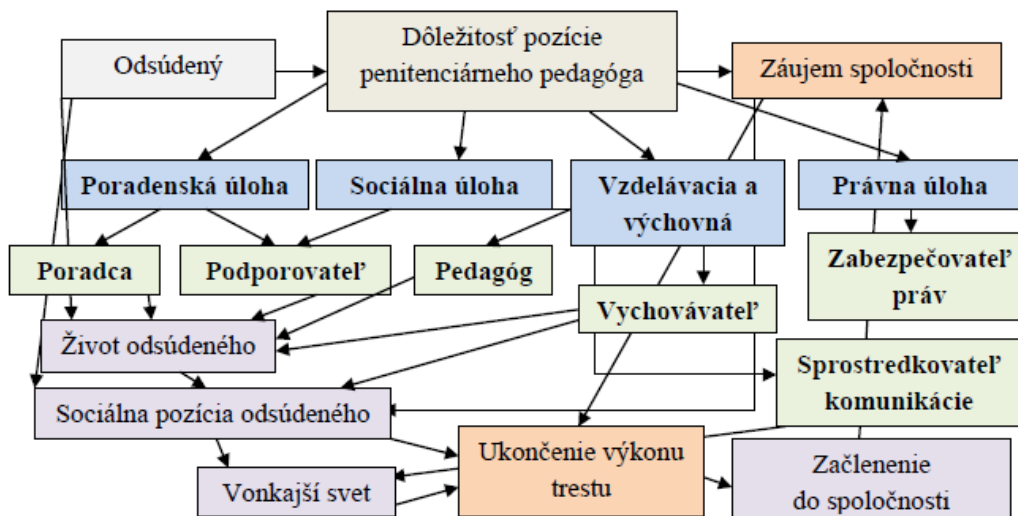 Odsúdený
Dôležitosť pozície
penitenciárneho pedagóga
Záujem spoločnosti
Poradenská úloha
Sociálna úloha
Vzdelávacia a
výchovná
Právna úloha
Poradca
Podporovateľ
Pedagóg
Zabezpečovateľ
práv
Vychovávateľ
Život odsúdeného
Sprostredkovateľ
komunikácie
Sociálna pozícia odsúdeného
Ukončenie výkonu
trestu
Začlenenie
do spoločnosti
Vonkajší svet